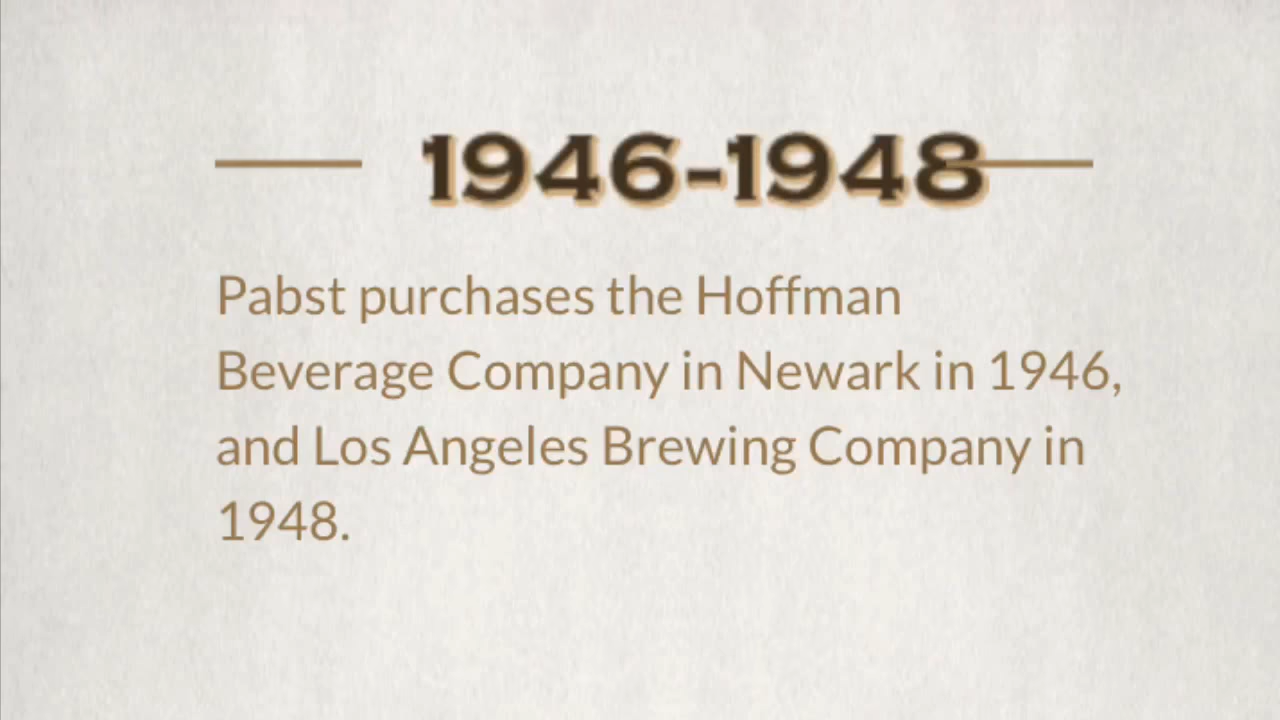 1946-1948
Pabst purchases the Hoffman
Beverage Company in Newark in 1946,
and Los Angeles Brewing Company in
1948.